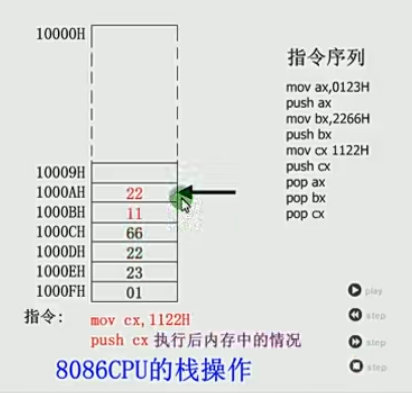 10000H
10009H
1000AH 22
1000BH 11
1000CH 66
1000DH 22
1000EH 23
1000FH 01
指令序列
mov ax,0123H
push ax
mov bx,2266H
push bx
mov cx 1122H
push cx
pop ax
pop bx
pop cx
play
step
step
step
指令: mov cx,1122H
push cx 执行后内存中的情况
8086CPU的栈操作